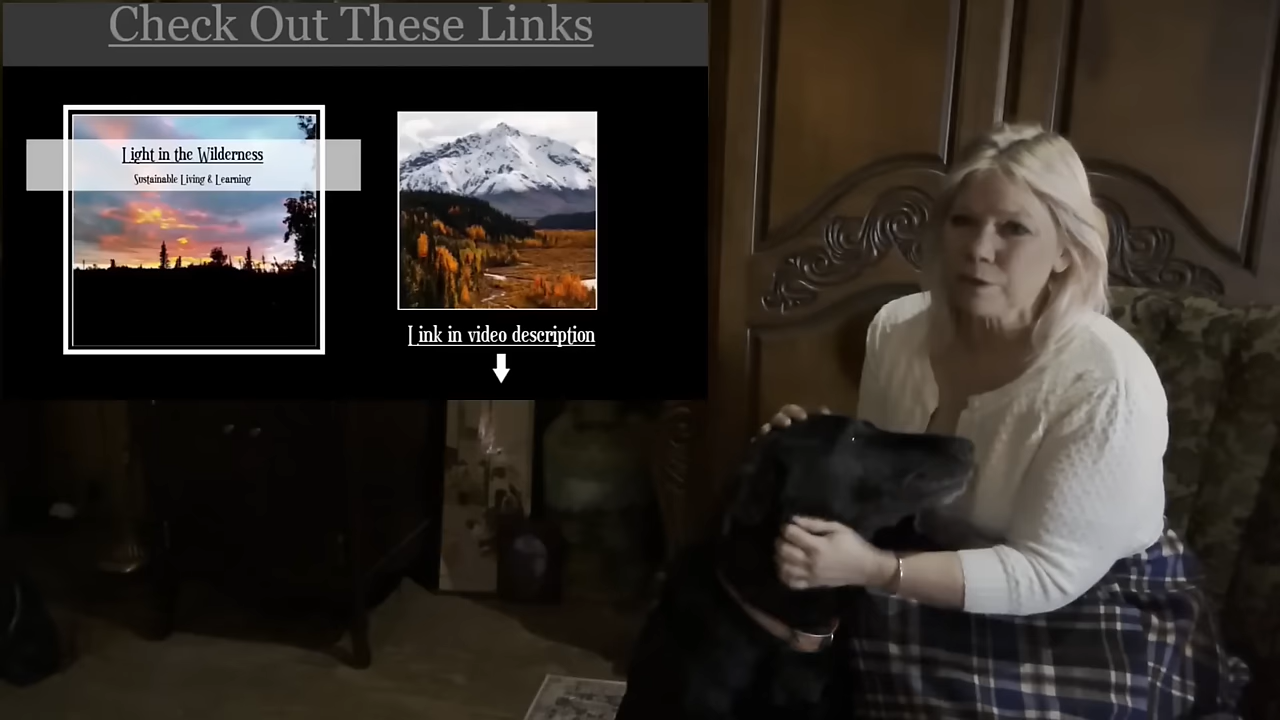 Check Out These Links
Light in the Wilderness
Sustainable Living & Learning
Link in video description